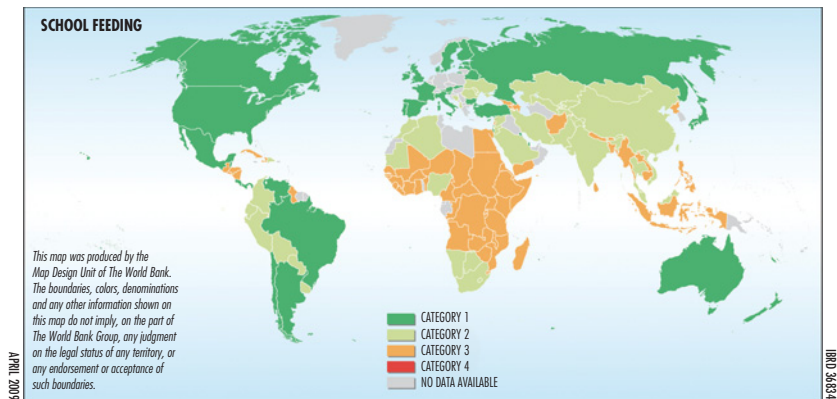 SCHOOL FEEDING
This map was produced by the
Map Design Unit of The World Bank.
The boundaries, colors, denominations
and any other information shown on
this map do not imply, on the part of
The World Bank Group, any judgment
on the legal status of any territory, or
any endorsement or acceptance of
such boundaries.
CATEGORY 1
CATEGORY 2
CATEGORY 3
CATEGORY 4
NO DATA AVAILABLE
APRIL 2009
IBRD 36834